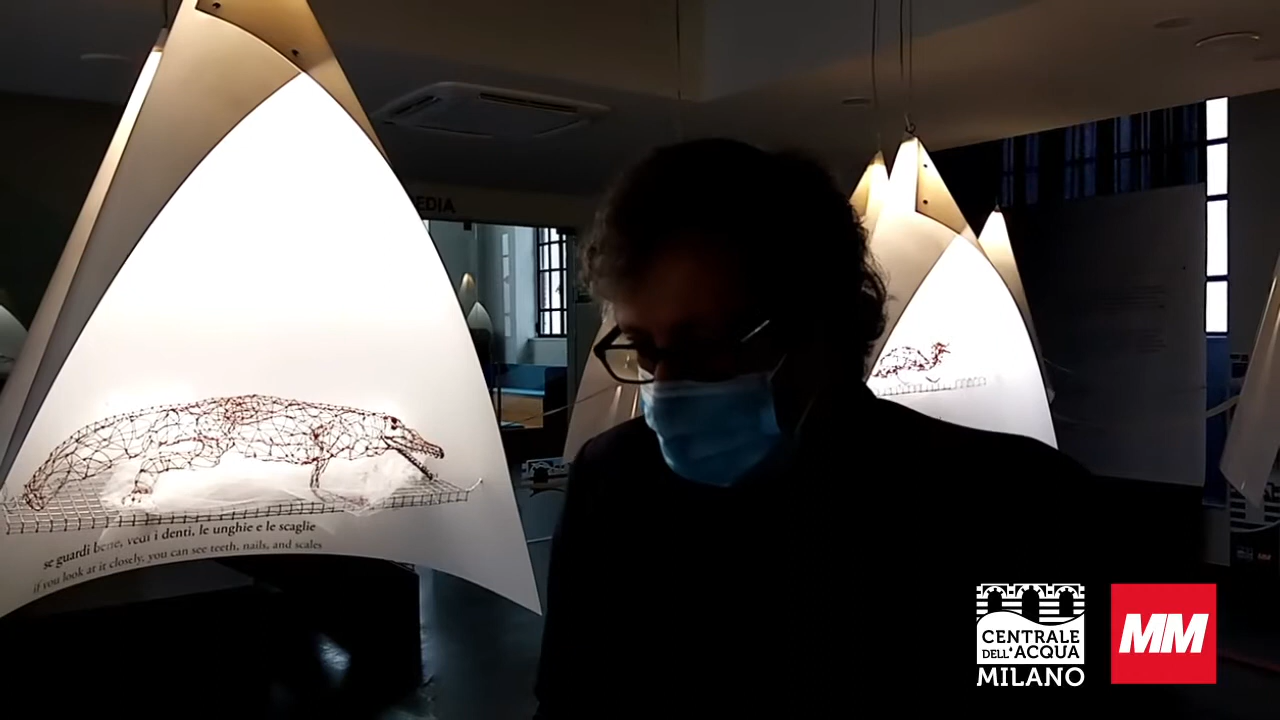 EDIA
se guardi bene, vedi i denti, le unghie e le scaglie
if you look at it closely, you can see teeth, nails, and scales
CENTRALE
DELL'ACQUA
MILANO
MM